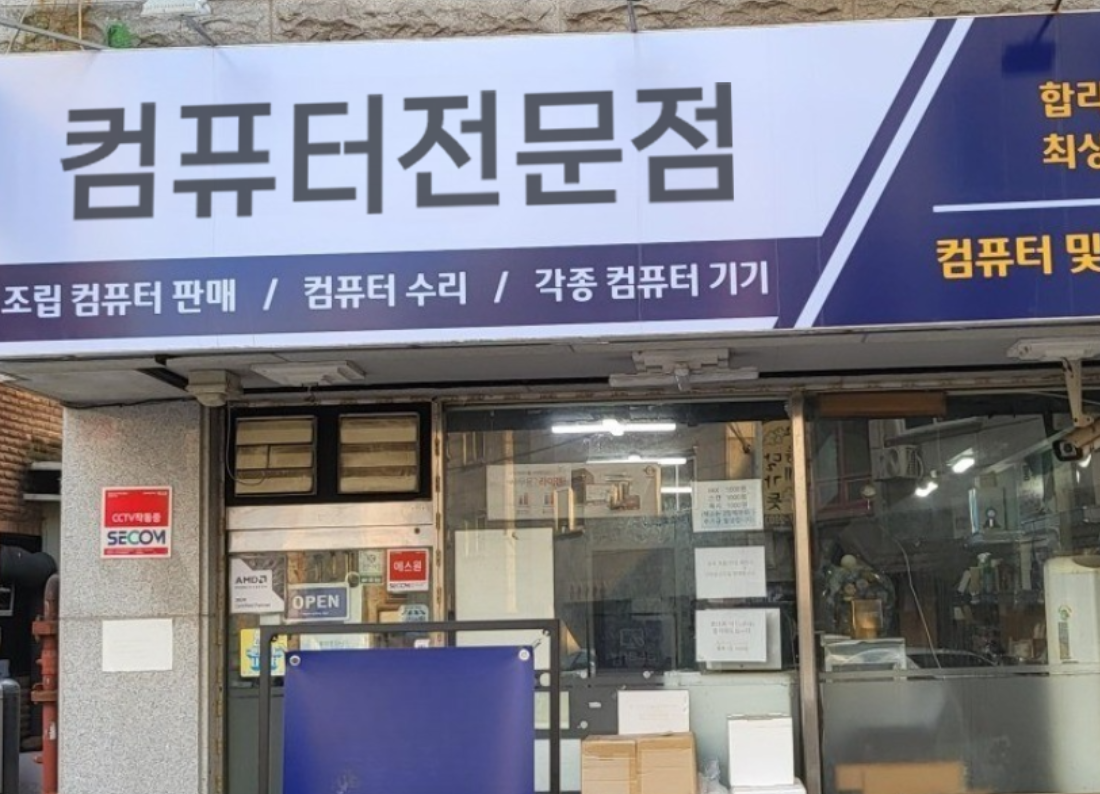 컴퓨터전문점
조립 컴퓨터 판매 / 컴퓨터 수리 / 각종 컴퓨터 기기
합리
최상
컴퓨터 및
CCTV작동중
SECOM
에스원
SECOM
AMD
OPEN